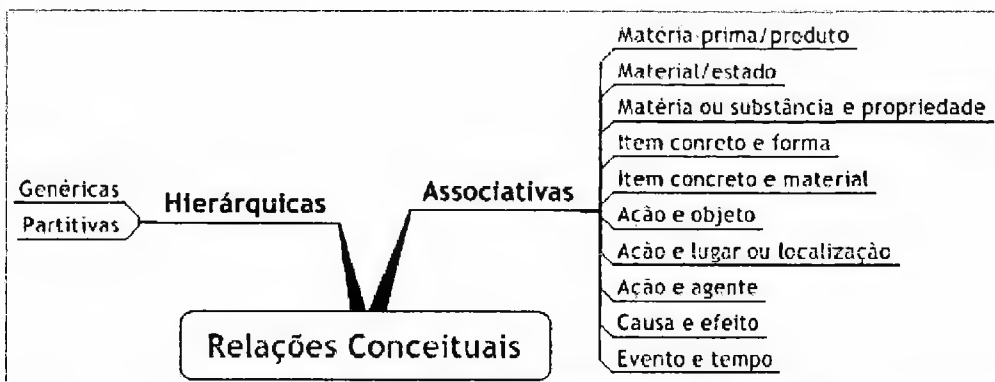 Matéria-prima/produto
Material/estado
Matéria ou substância e propriedade
Item conreto e forma
Item concreto e material
Ação e objeto
Ação e lugar ou localização
Ação e agente
Causa e efeito
Evento e tempo
Associativas
Hierárquicas
Genéricas
Partitivas
Relações Conceituais